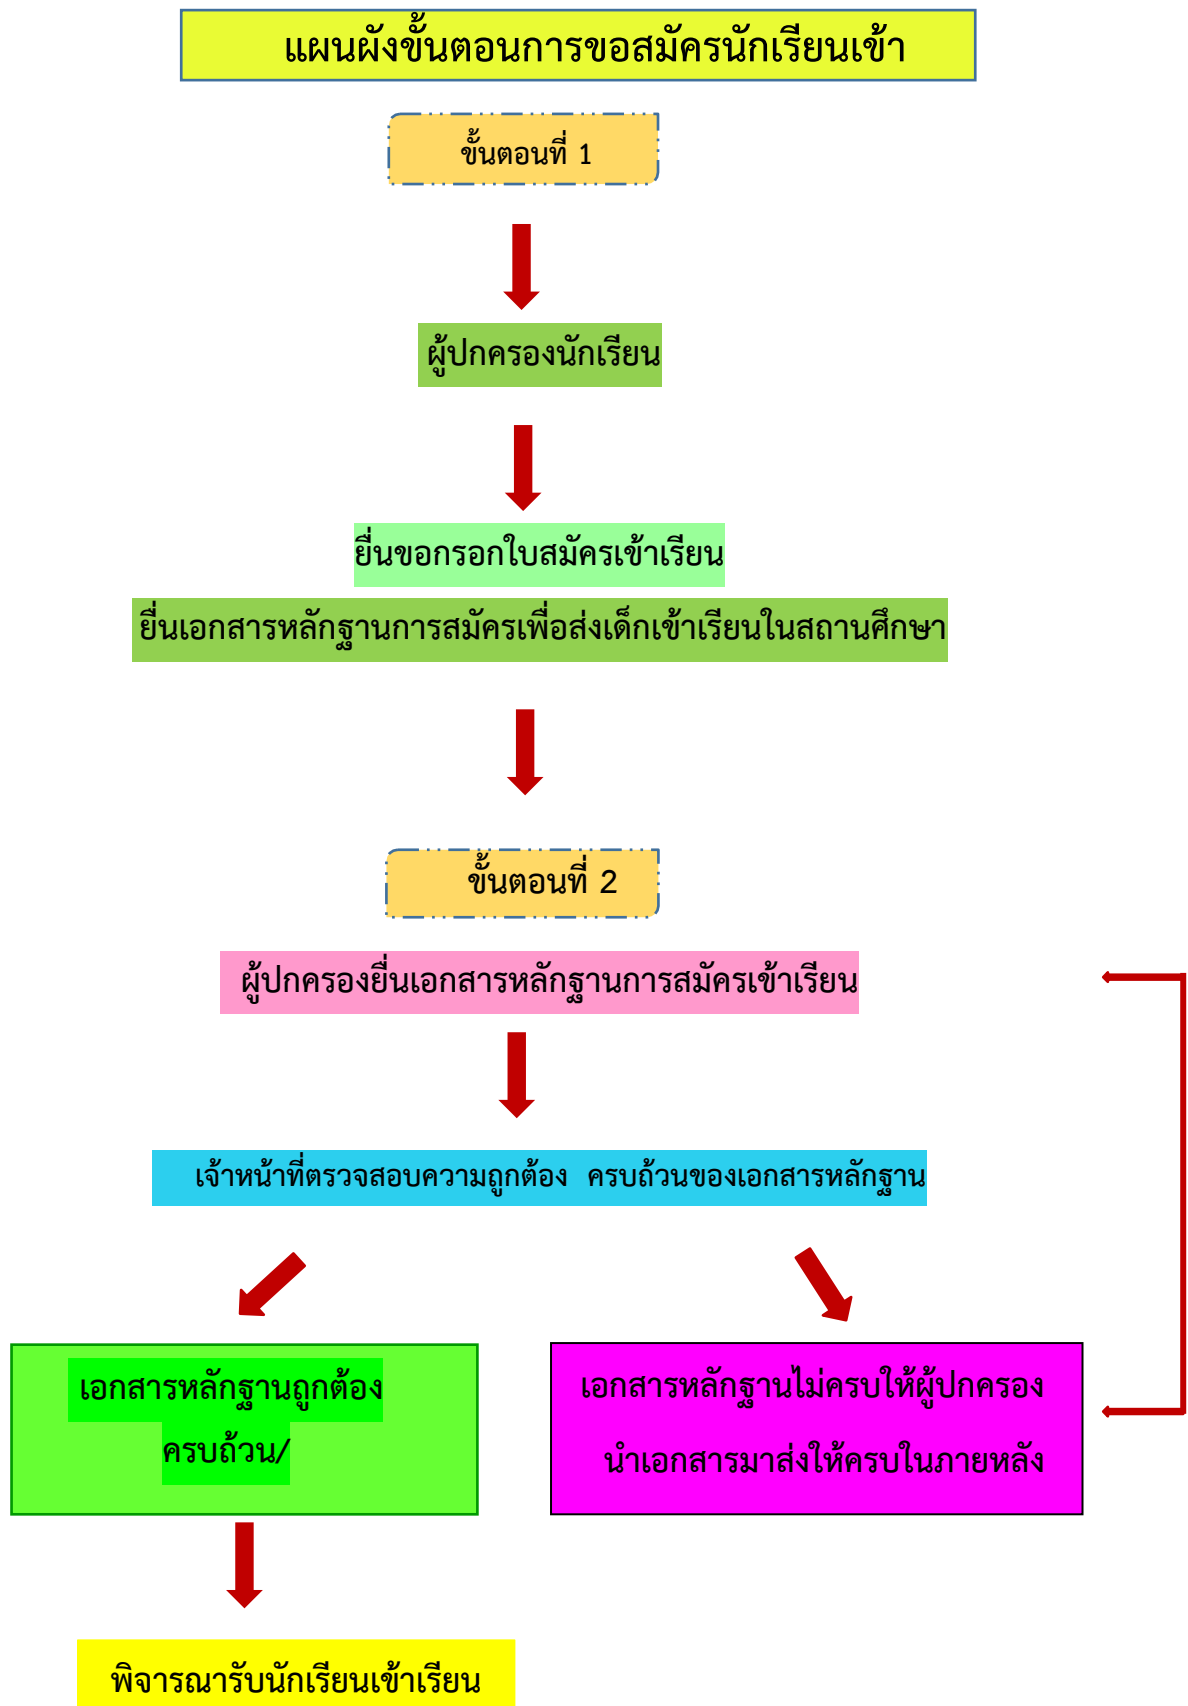 แผนผังขั้นตอนการขอสมัครนักเรียนเข้า
ขั้นตอนที่ 1
ผู้ปกครองนักเรียน
ยื่นขอกรอกใบสมัครเข้าเรียน
ยื่นเอกสารหลักฐานการสมัครเพื่อส่งเด็กเข้าเรียนในสถานศึกษา
ขั้นตอนที่ 2
ผู้ปกครองยื่นเอกสารหลักฐานการสมัครเข้าเรียน
เจ้าหน้าที่ตรวจสอบความถูกต้อง ครบถ้วนของเอกสารหลักฐาน
เอกสารหลักฐานถูกต้อง
ครบถ้วน/
เอกสารหลักฐานไม่ครบให้ผู้ปกครอง
นำเอกสารมาส่งให้ครบในภายหลัง
พิจารณารับนักเรียนเข้าเรียน